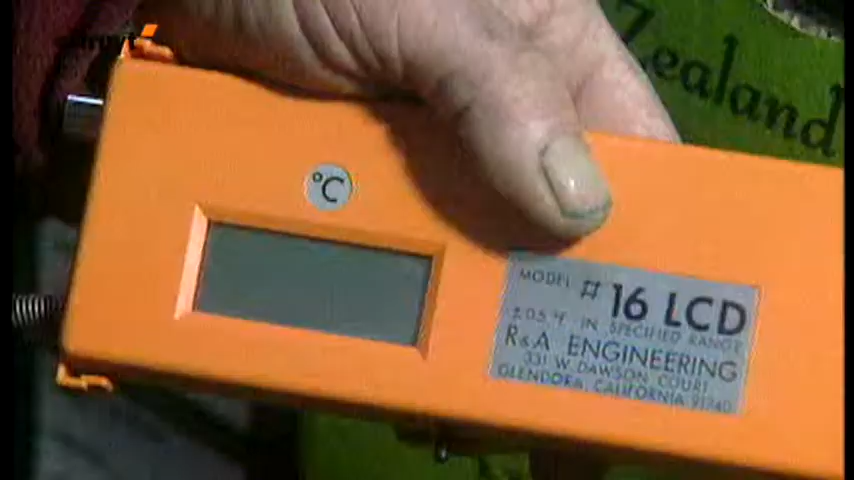 Zealand
°C
MODEL # 16 LCD
±0.5 °F IN SPECIFIED RANGE
R&A ENGINEERING
331 W DAWSON COURT
GLENDORA, CALIFORNIA 91740